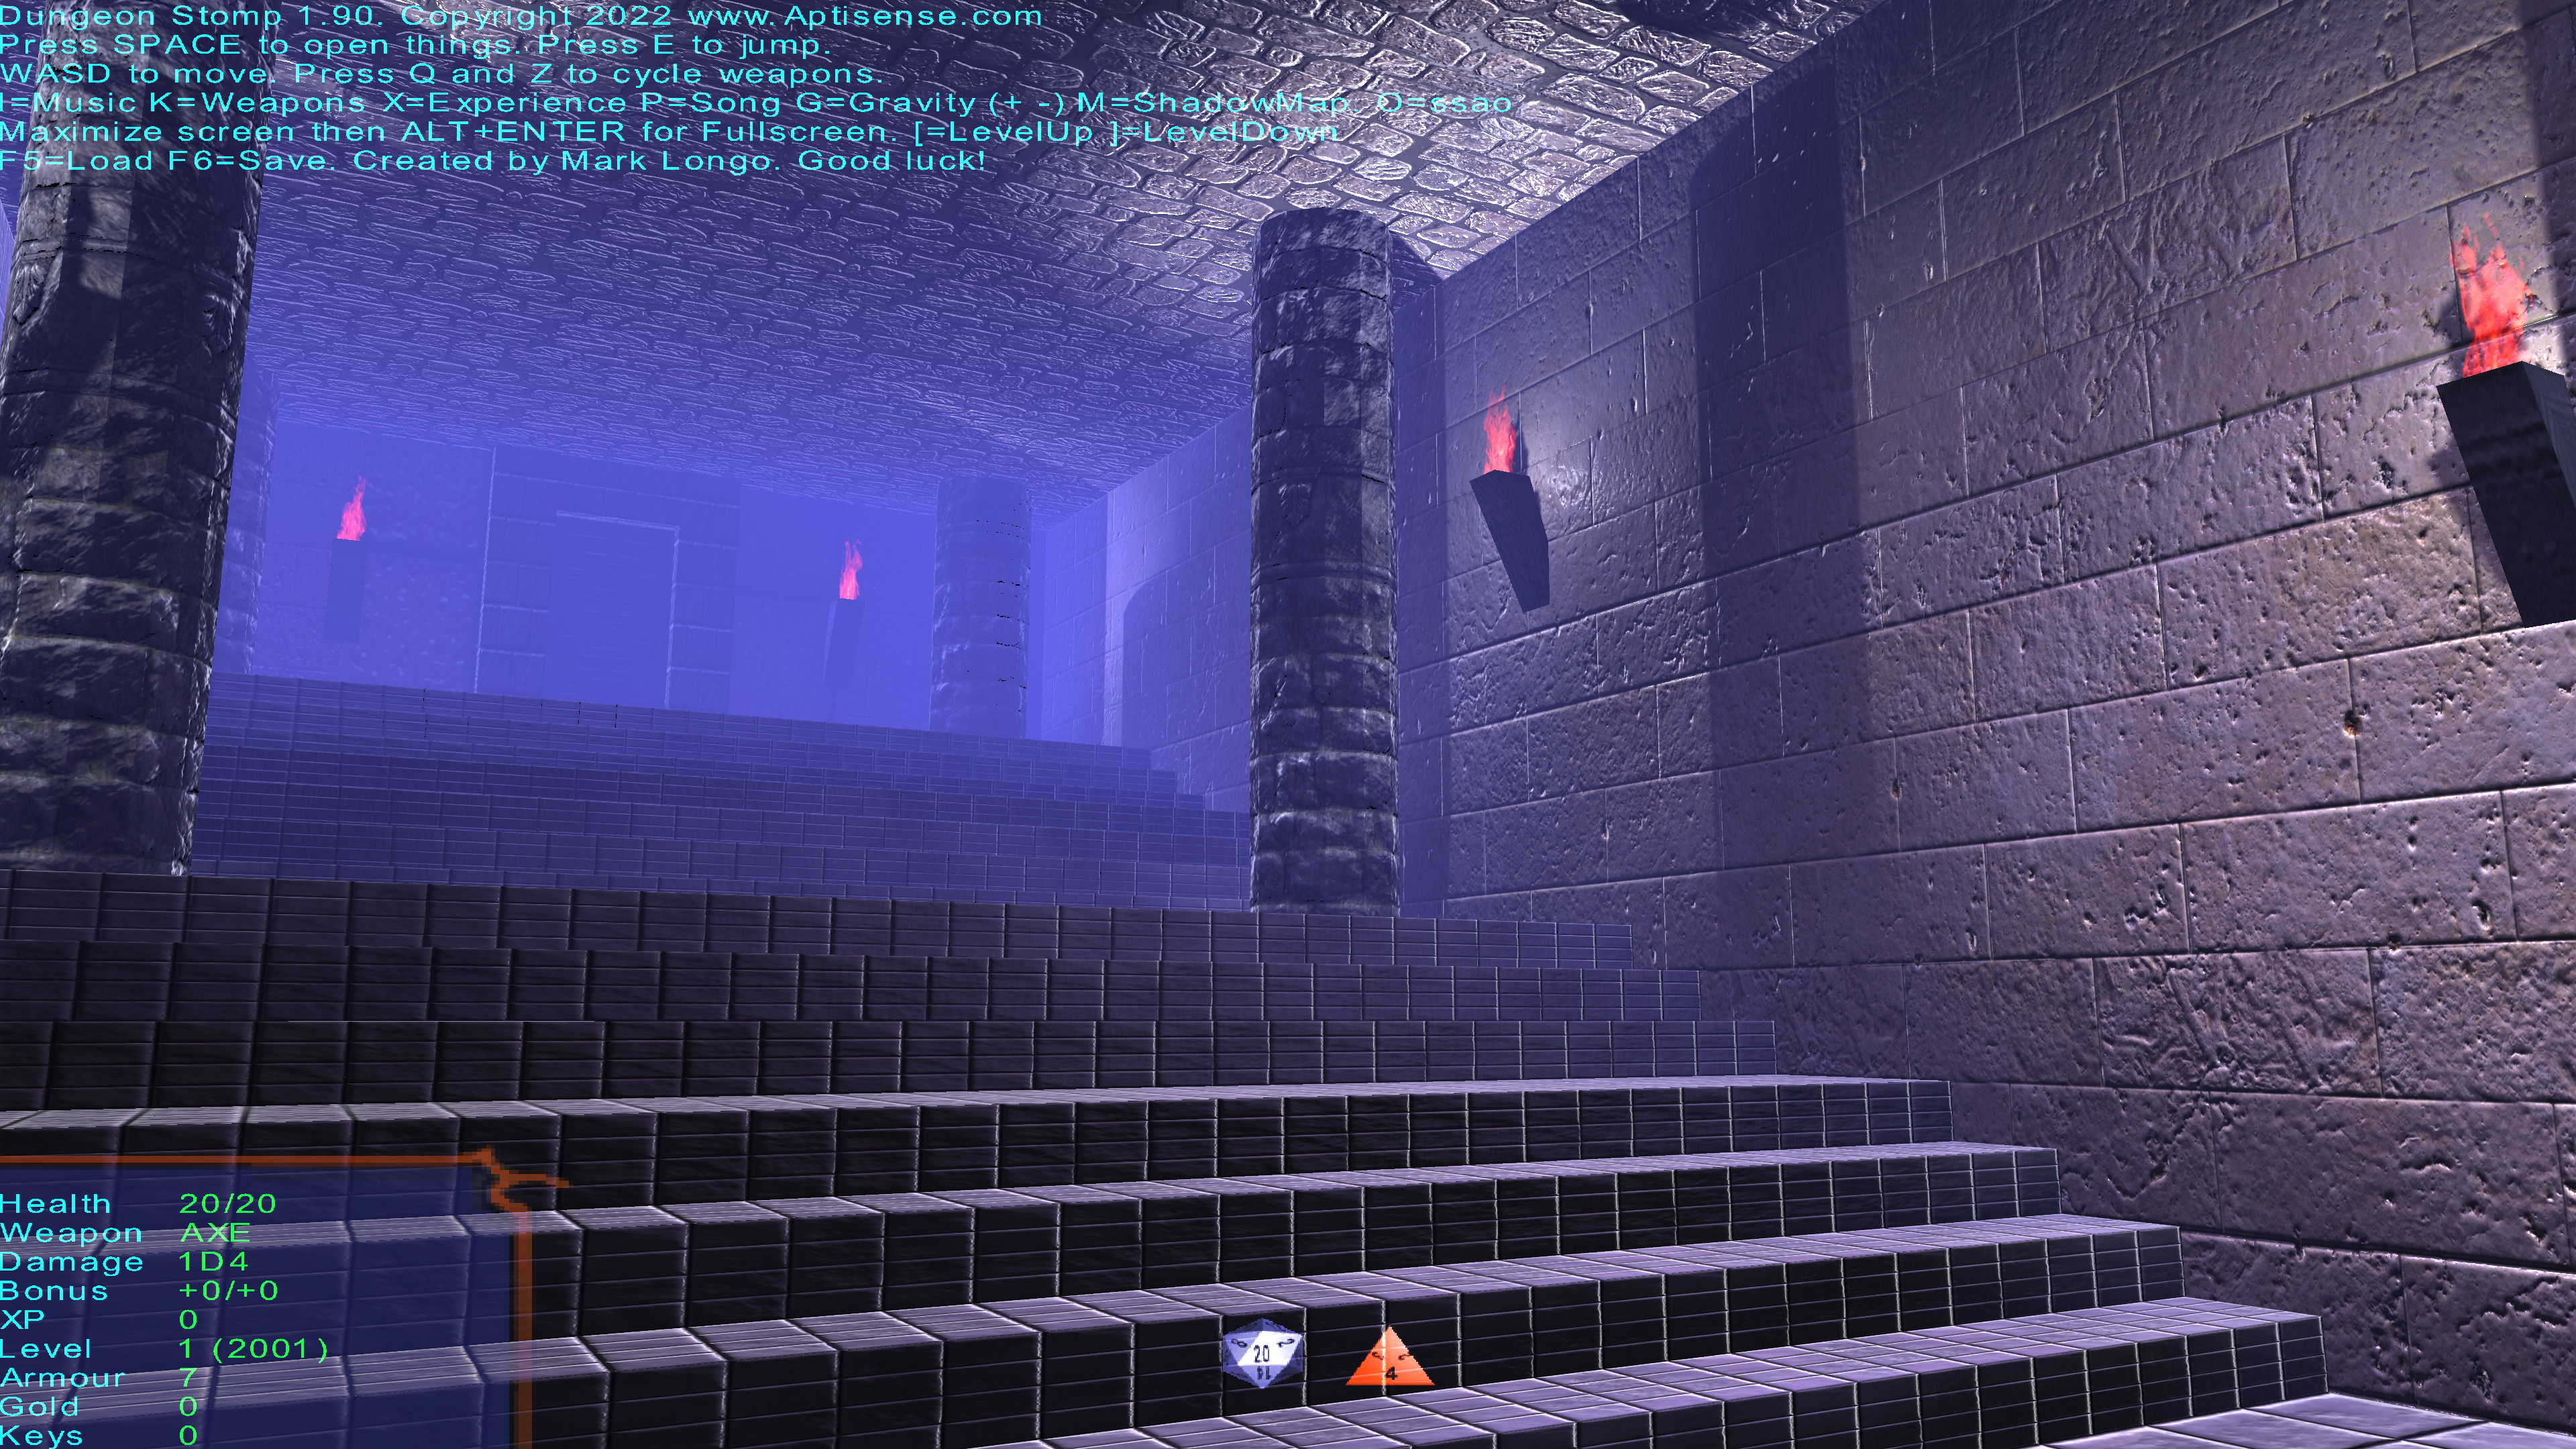 Dungeon Stomp 1.90. Copyright 2022 www.Aptisense.com
Press SPACE to open things. Press E to jump.
WASD to move. Press Q and Z to cycle weapons.
I=Music K=Weapons X=Experience P=Song G=Gravity (+ -) M=ShadowMap. O=ssao
Maximize screen then ALT+ENTER for Fullscreen. [=LevelUp ]=LevelDown
F5=Load F6=Save. Created by Mark Longo. Good luck!
Health 20/20
Weapon AXE
Damage 1D4
Bonus +0/+0
XP 0
Level 1 (2001)
Armour 7
Gold 0
Keys 0
20
4